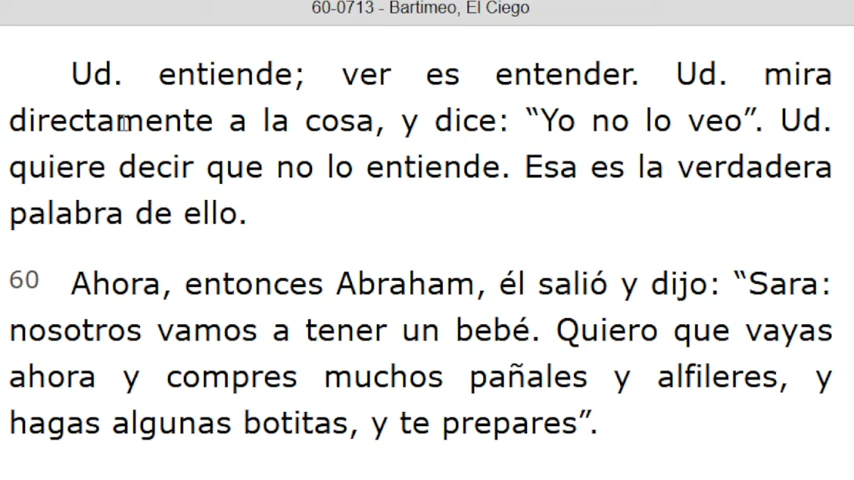 60-0713 - Bartimeo, El Ciego
Ud. entiende; ver es entender. Ud. mira
directamente a la cosa, y dice: “Yo no lo veo”. Ud.
quiere decir que no lo entiende. Esa es la verdadera
palabra de ello.
60 Ahora, entonces Abraham, él salió y dijo: “Sara:
nosotros vamos a tener un bebé. Quiero que vayas
ahora y compres muchos pañales y alfileres, y
hagas algunas botitas, y te prepares”.